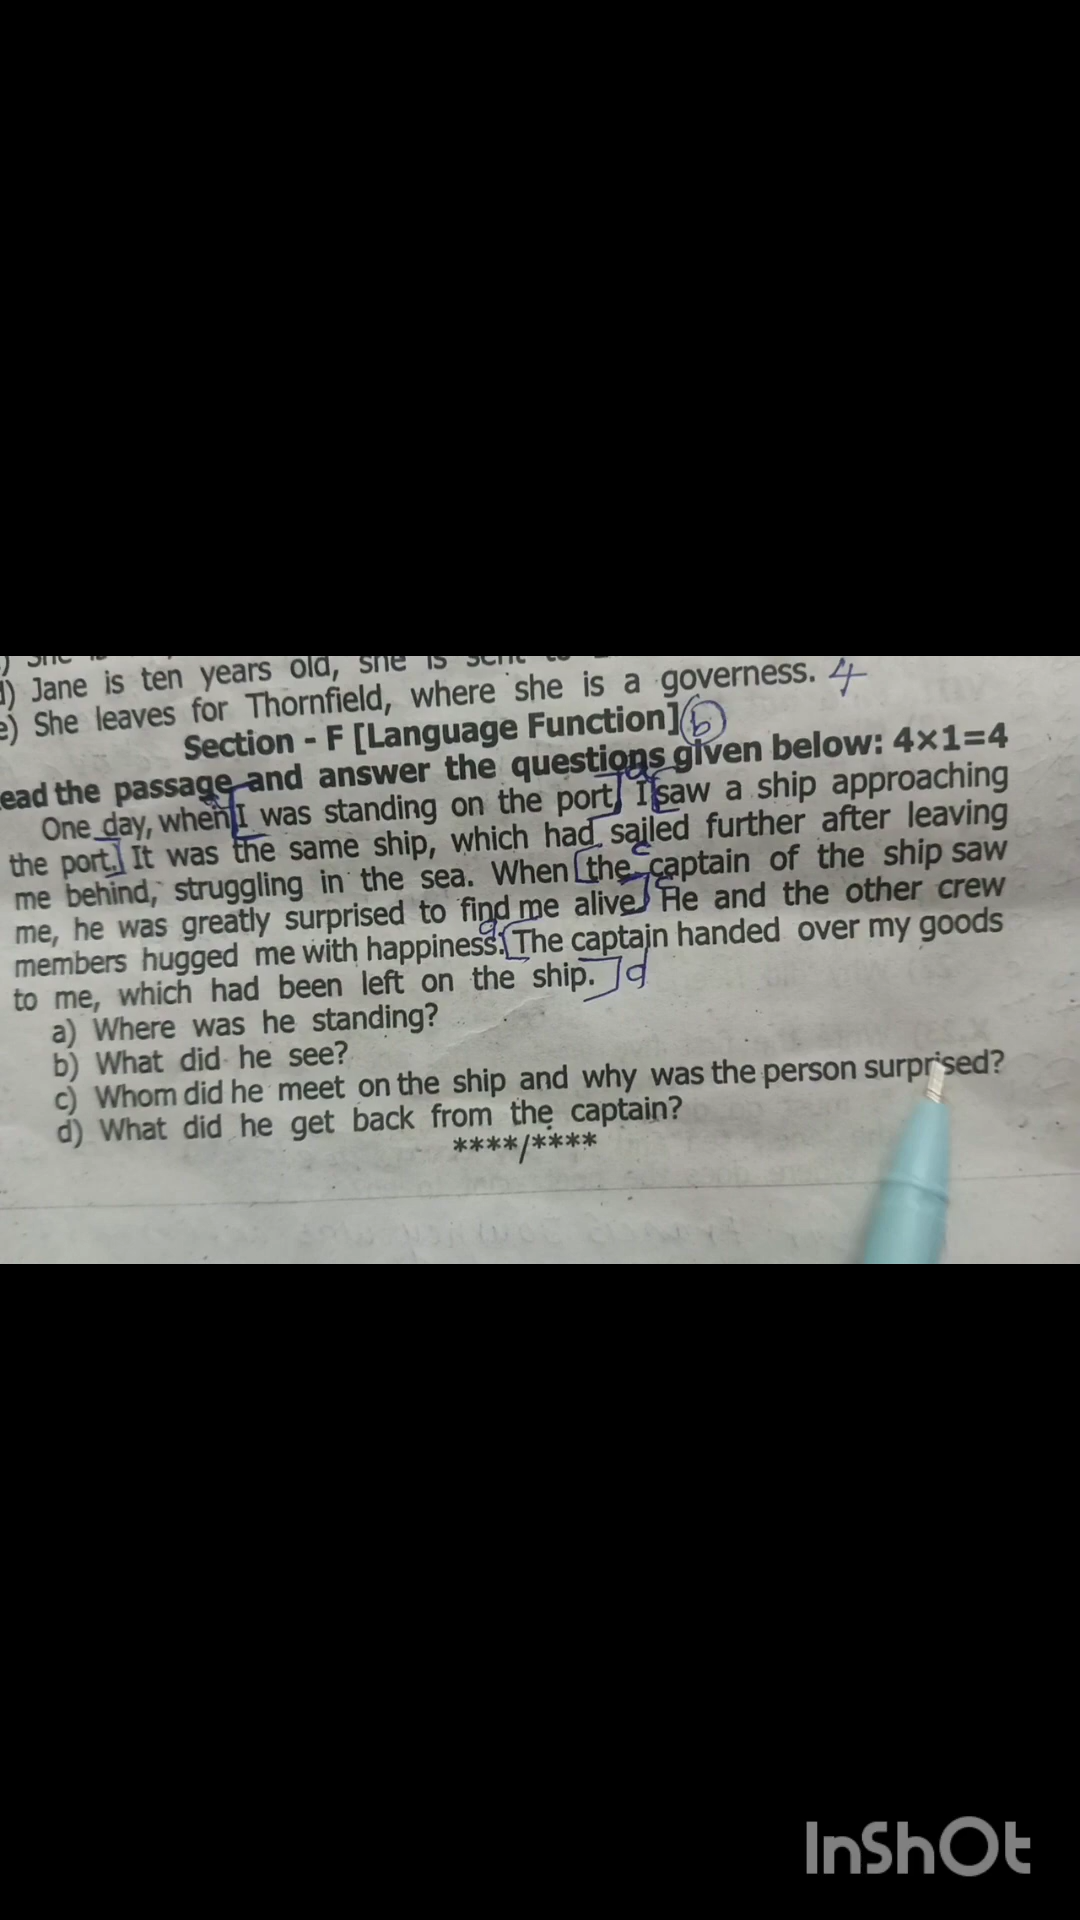 d) Jane is ten years old, she is sent to
e) She leaves for Thornfield, where she is a governess. 4
Section - F [Language Function] b
ead the passage and answer the questions given below: 4×1=4
One day, when I was standing on the port, I saw a ship approaching
the port. It was the same ship, which had sailed further after leaving
me behind, struggling in the sea. When the captain of the ship saw
me, he was greatly surprised to find me alive. He and the other crew
members hugged me with happiness. The captain handed over my goods
to me, which had been left on the ship. d
a) Where was he standing?
b) What did he see?
c) Whom did he meet on the ship and why was the person surprised?
d) What did he get back from the captain?
****/****
InShOt